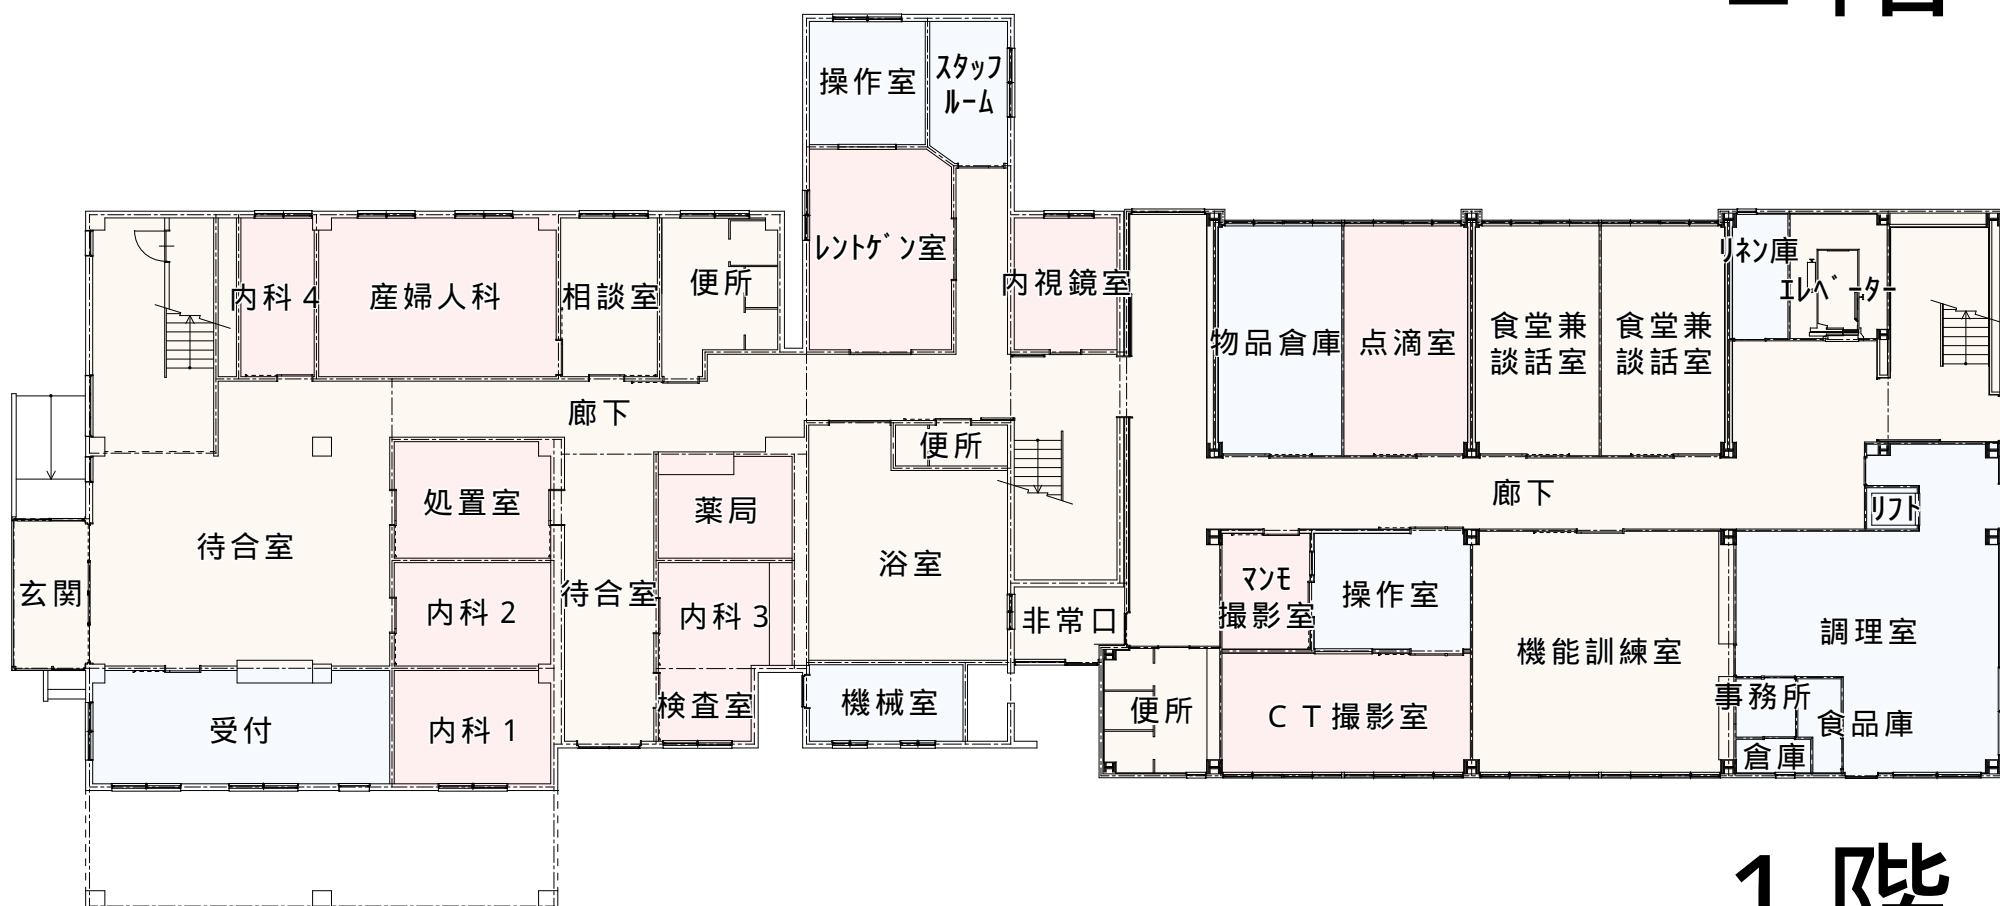 操作室
スタッフ
ルーム
レントゲン室
内視鏡室
内科４
産婦人科
相談室
便所
物品倉庫
点滴室
食堂兼
談話室
食堂兼
談話室
リネン庫
エレベーター
廊下
便所
処置室
薬局
廊下
リフト
待合室
浴室
玄関
内科２
待合室
内科３
非常口
マンモ
撮影室
操作室
機能訓練室
調理室
受付
内科１
検査室
機械室
便所
ＣＴ撮影室
事務所
食品庫
倉庫
１階